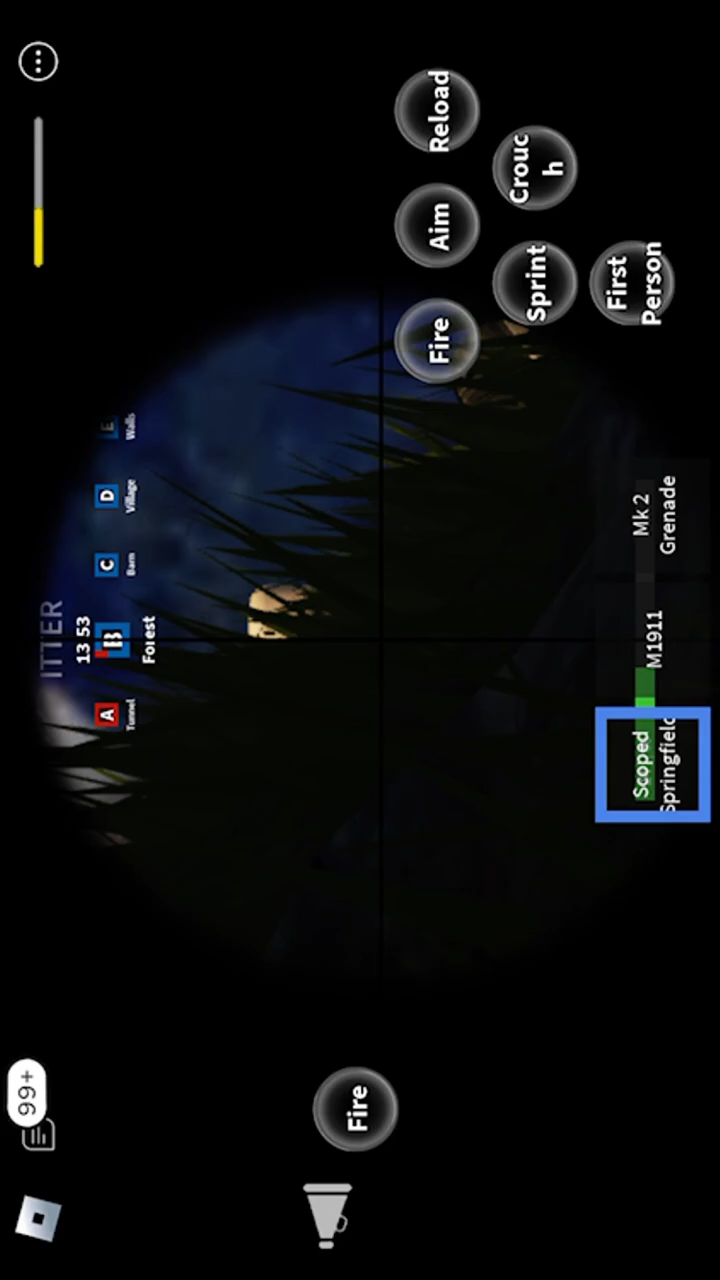 99+
ITTER
13 53
A
B
C
D
E
Tunnel
Forest
Barn
Village
Walls
Reload
Aim
Fire
Crouc
h
Sprint
First
Person
Fire
Scoped
Springfield
M1911
Mk 2
Grenade